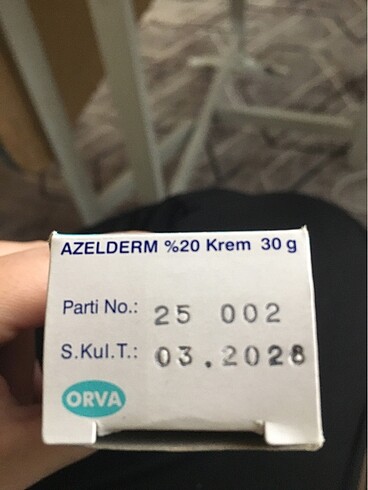 AZELDERM %20 Krem 30 g
Parti No.: 25 002
S.Kul.T.: 03.2028
ORVA